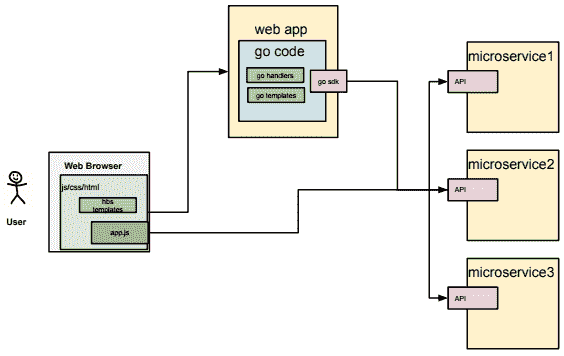 web app
go code
go handlers
go templates
go sdk
microservice1
API
microservice2
API
microservice3
API
Web Browser
js/css/html
hbs
templates
app.js
User